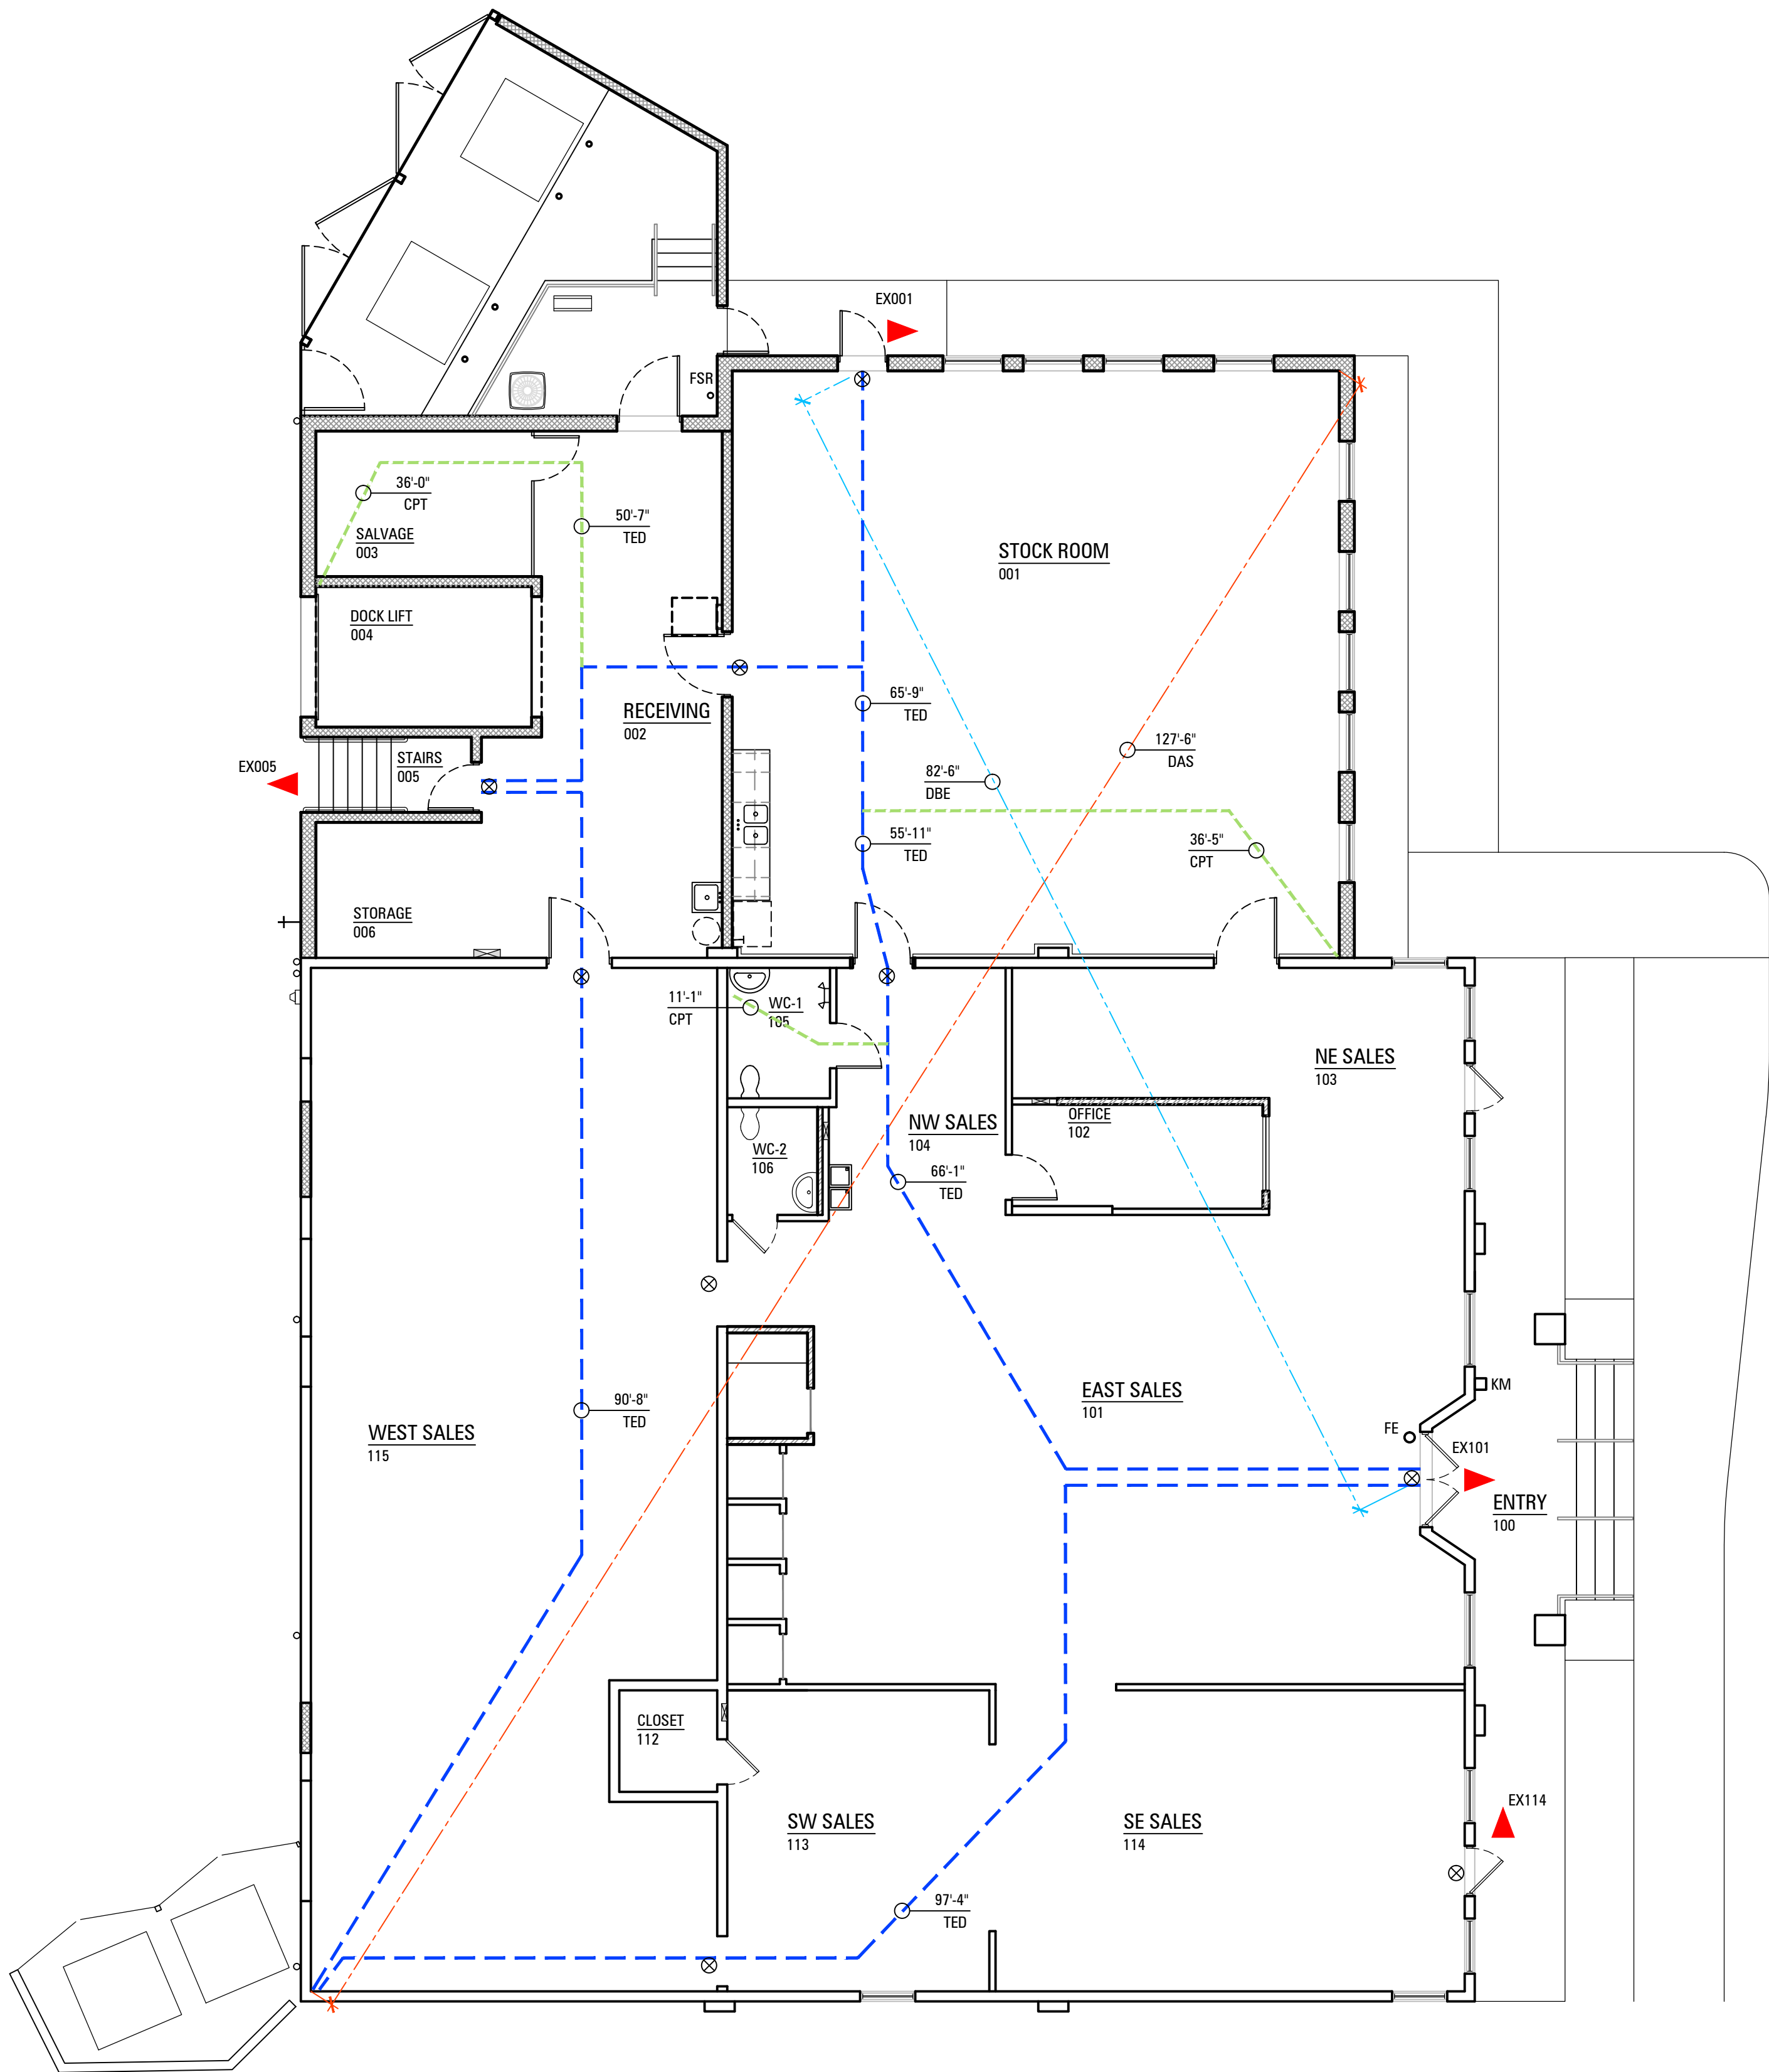 EX001
FSR
36'-0"
CPT
SALVAGE
003
50'-7"
TED
STOCK ROOM
001
DOCK LIFT
004
65'-9"
TED
RECEIVING
002
127'-6"
DAS
STAIRS
005
EX005
82'-6"
DBE
55'-11"
TED
36'-5"
CPT
STORAGE
006
11'-1"
CPT
WC-1
105
NE SALES
103
NW SALES
104
OFFICE
102
WC-2
106
66'-1"
TED
KM
EAST SALES
101
90'-8"
TED
WEST SALES
115
FE
EX101
ENTRY
100
CLOSET
112
EX114
SW SALES
113
SE SALES
114
97'-4"
TED